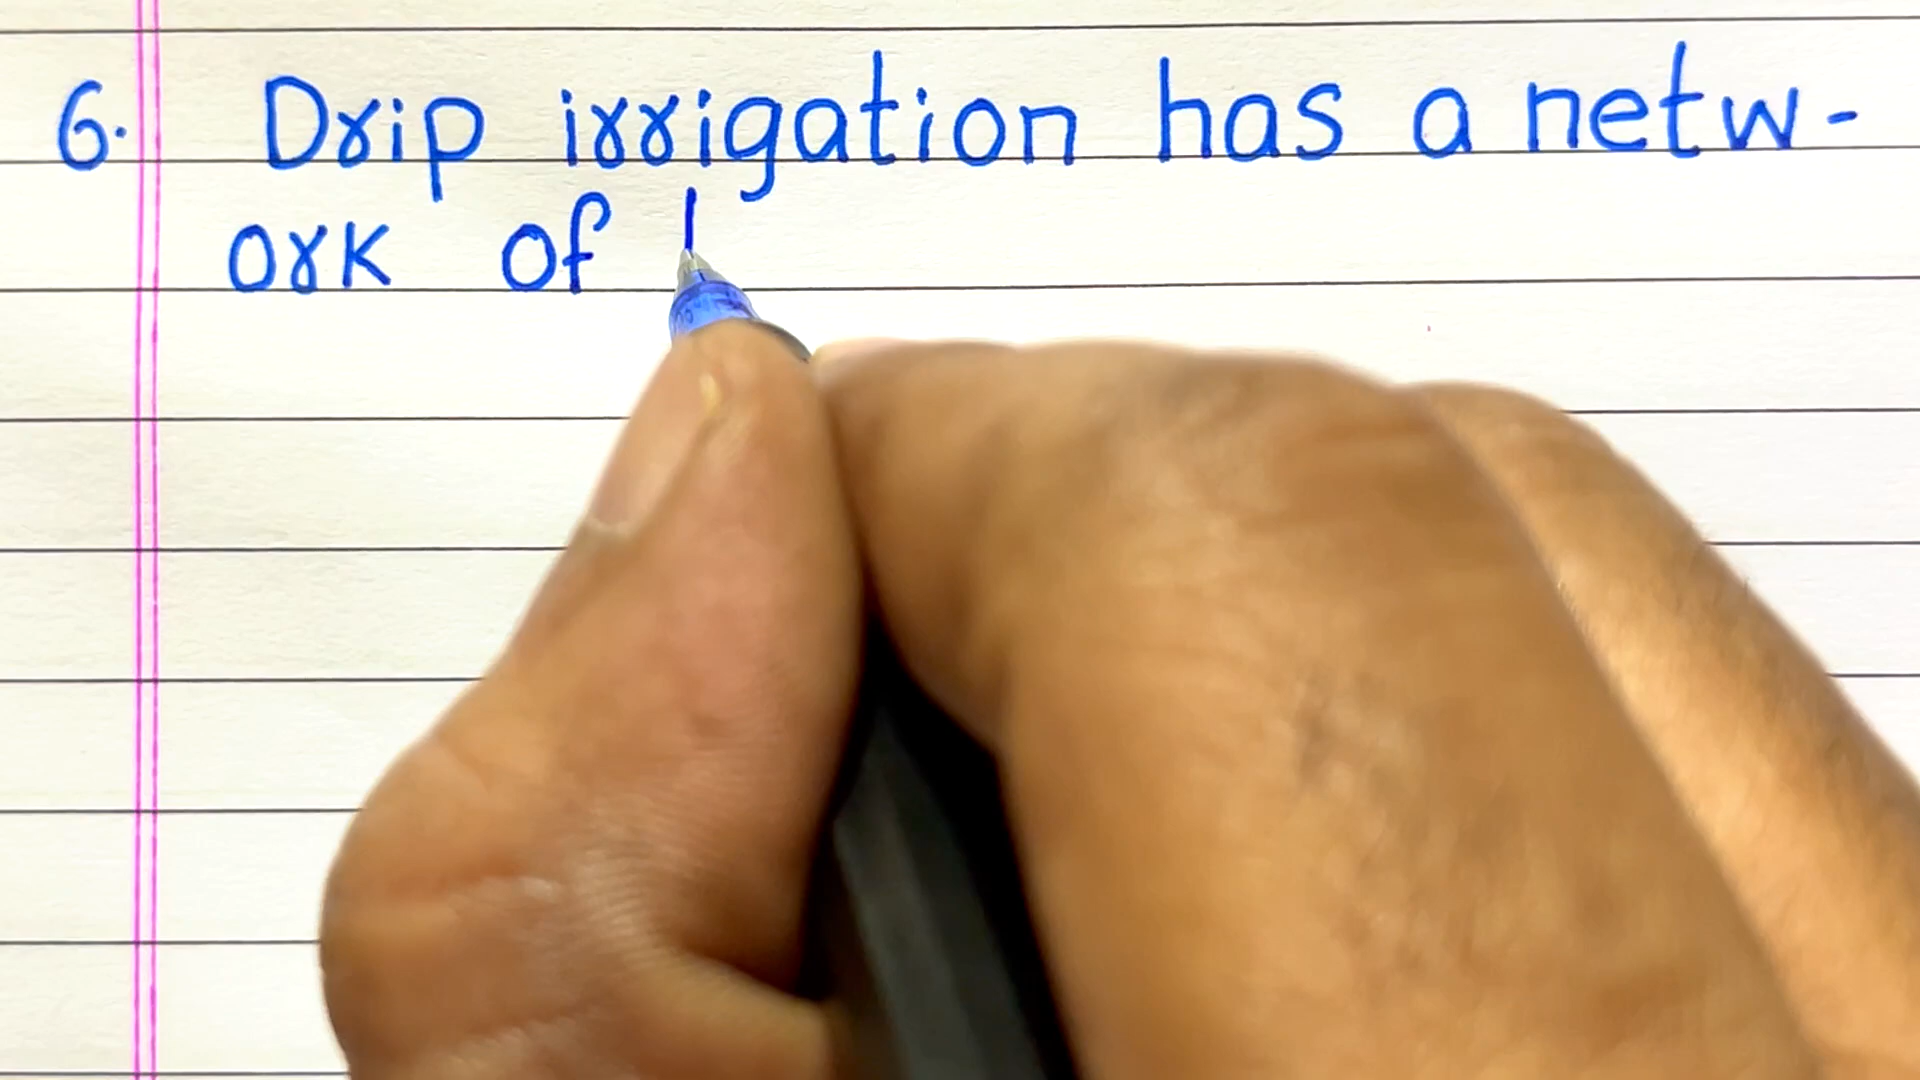 6. Drip irrigation has a netw-
ork of